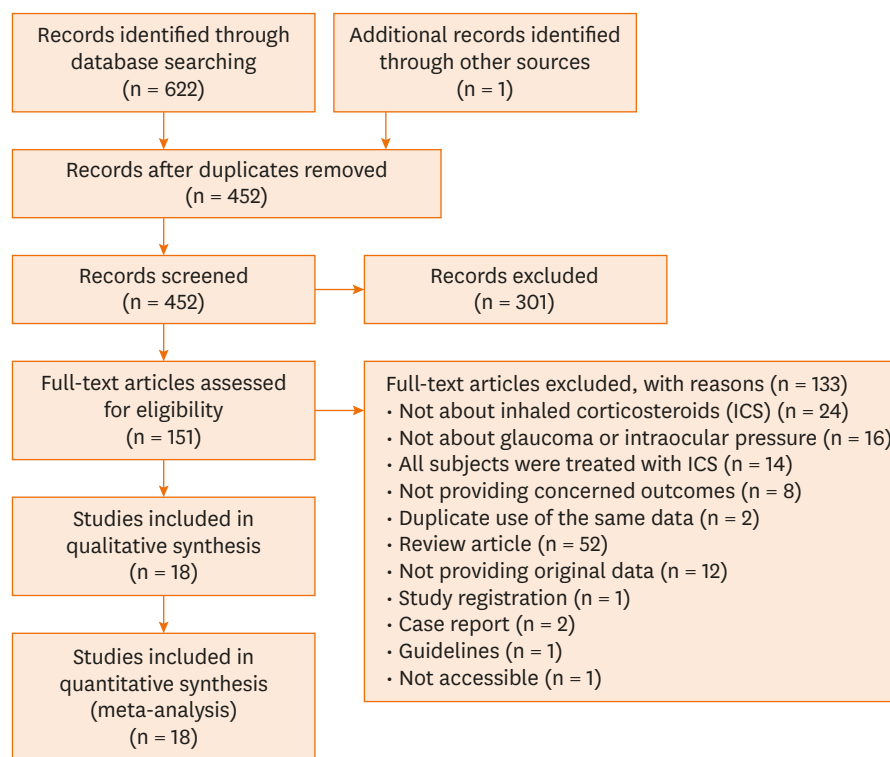 Records identified through
database searching
(n = 622)
Additional records identified
through other sources
(n = 1)
Records after duplicates removed
(n = 452)
Records screened
(n = 452)
Records excluded
(n = 301)
Full-text articles assessed
for eligibility
(n = 151)
Full-text articles excluded, with reasons (n = 133)
· Not about inhaled corticosteroids (ICS) (n = 24)
· Not about glaucoma or intraocular pressure (n = 16)
· All subjects were treated with ICS (n = 14)
· Not providing concerned outcomes (n = 8)
· Duplicate use of the same data (n = 2)
· Review article (n = 52)
· Not providing original data (n = 12)
· Study registration (n = 1)
· Case report (n = 2)
· Guidelines (n = 1)
· Not accessible (n = 1)
Studies included in
qualitative synthesis
(n = 18)
Studies included in
quantitative synthesis
(meta-analysis)
(n = 18)